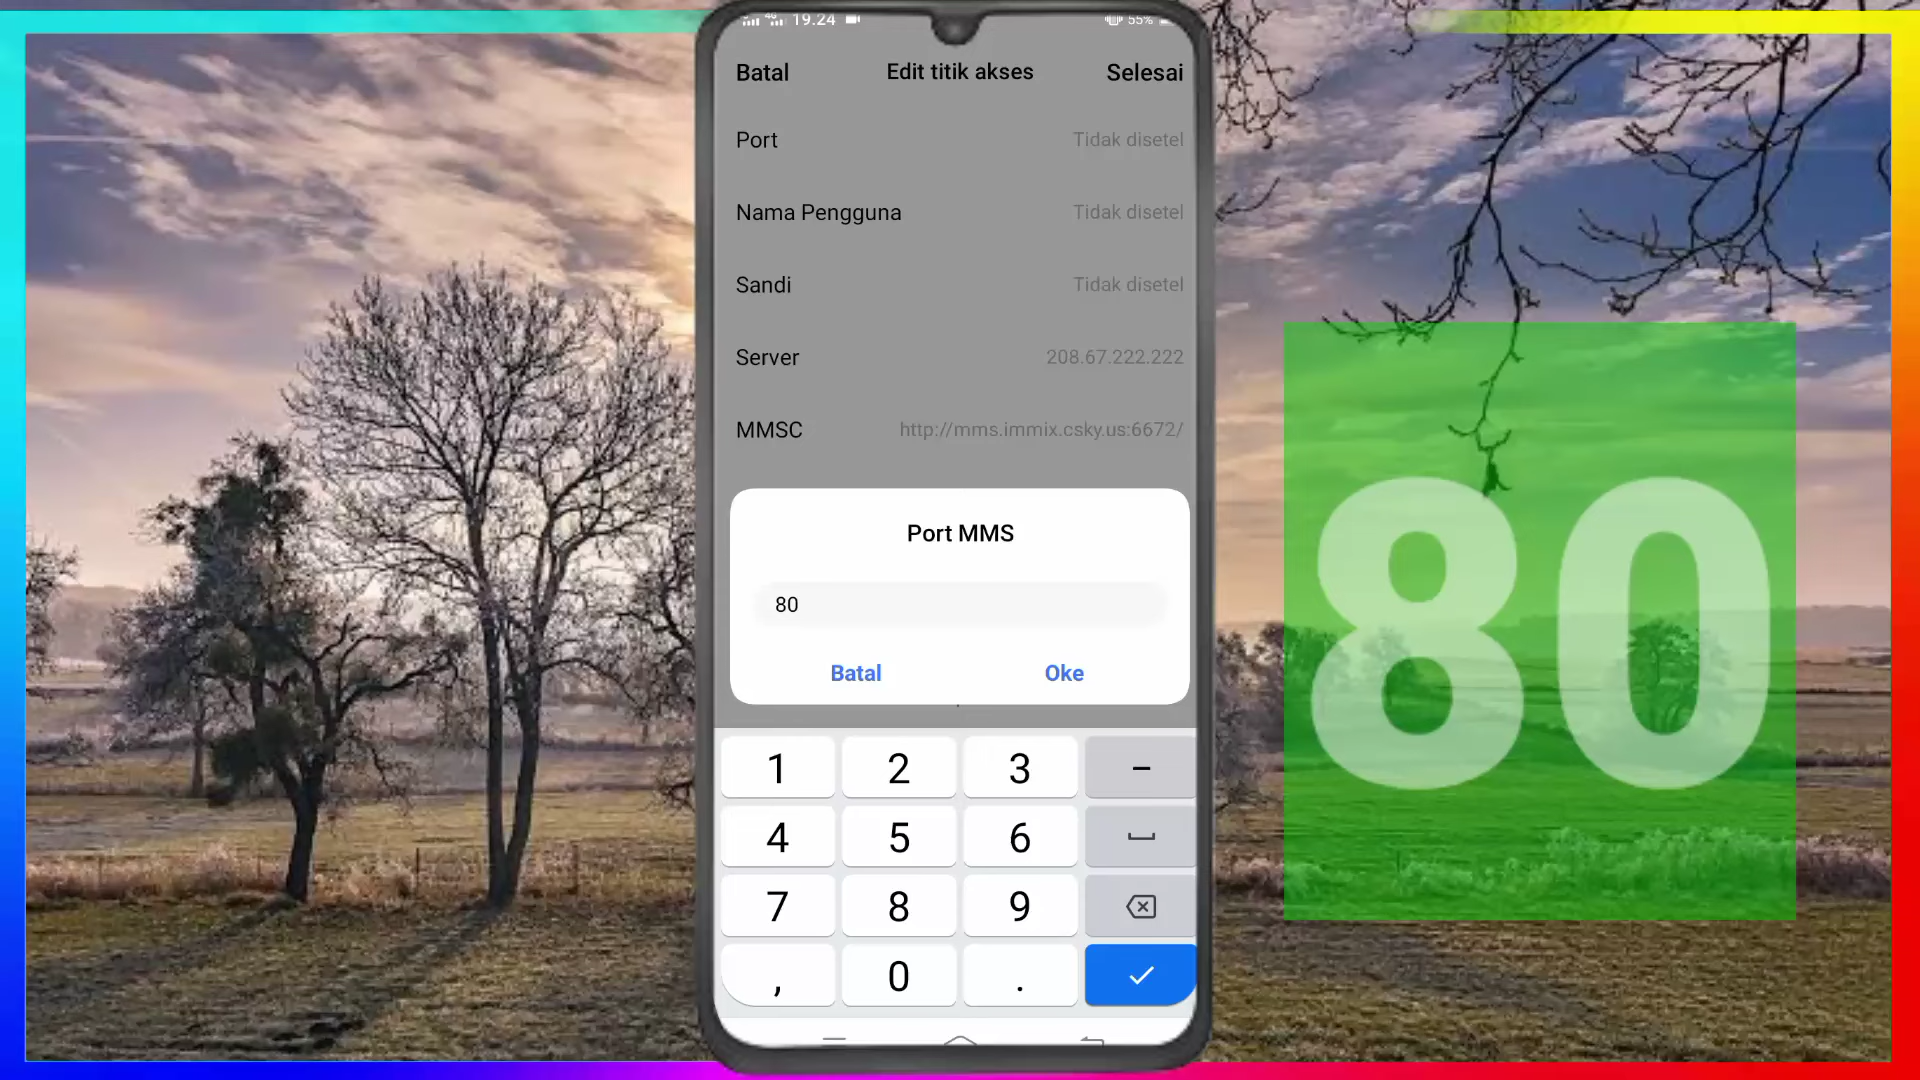 4G 19.24 55%
Batal Edit titik akses Selesai
Port Tidak disetel
Nama Pengguna Tidak disetel
Sandi Tidak disetel
Server 208.67.222.222
MMSC http://mms.immix.csky.us:6672/
Port MMS
80
Batal Oke
80
1 2 3 –
4 5 6
7 8 9
, 0 .